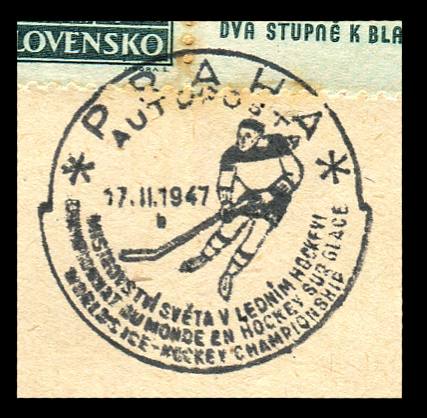 LOVENSKO
DVA STUPNĚ K BLA
PRAHA
AUTOPOŠTA
17.II.1947
b
MISTROVSTVÍ SVĚTA V LEDNÍM HOCKEYI
CHAMPIONNAT DU MONDE EN HOCKEY SUR GLACE
WORLD'S ICE-HOCKEY CHAMPIONSHIP